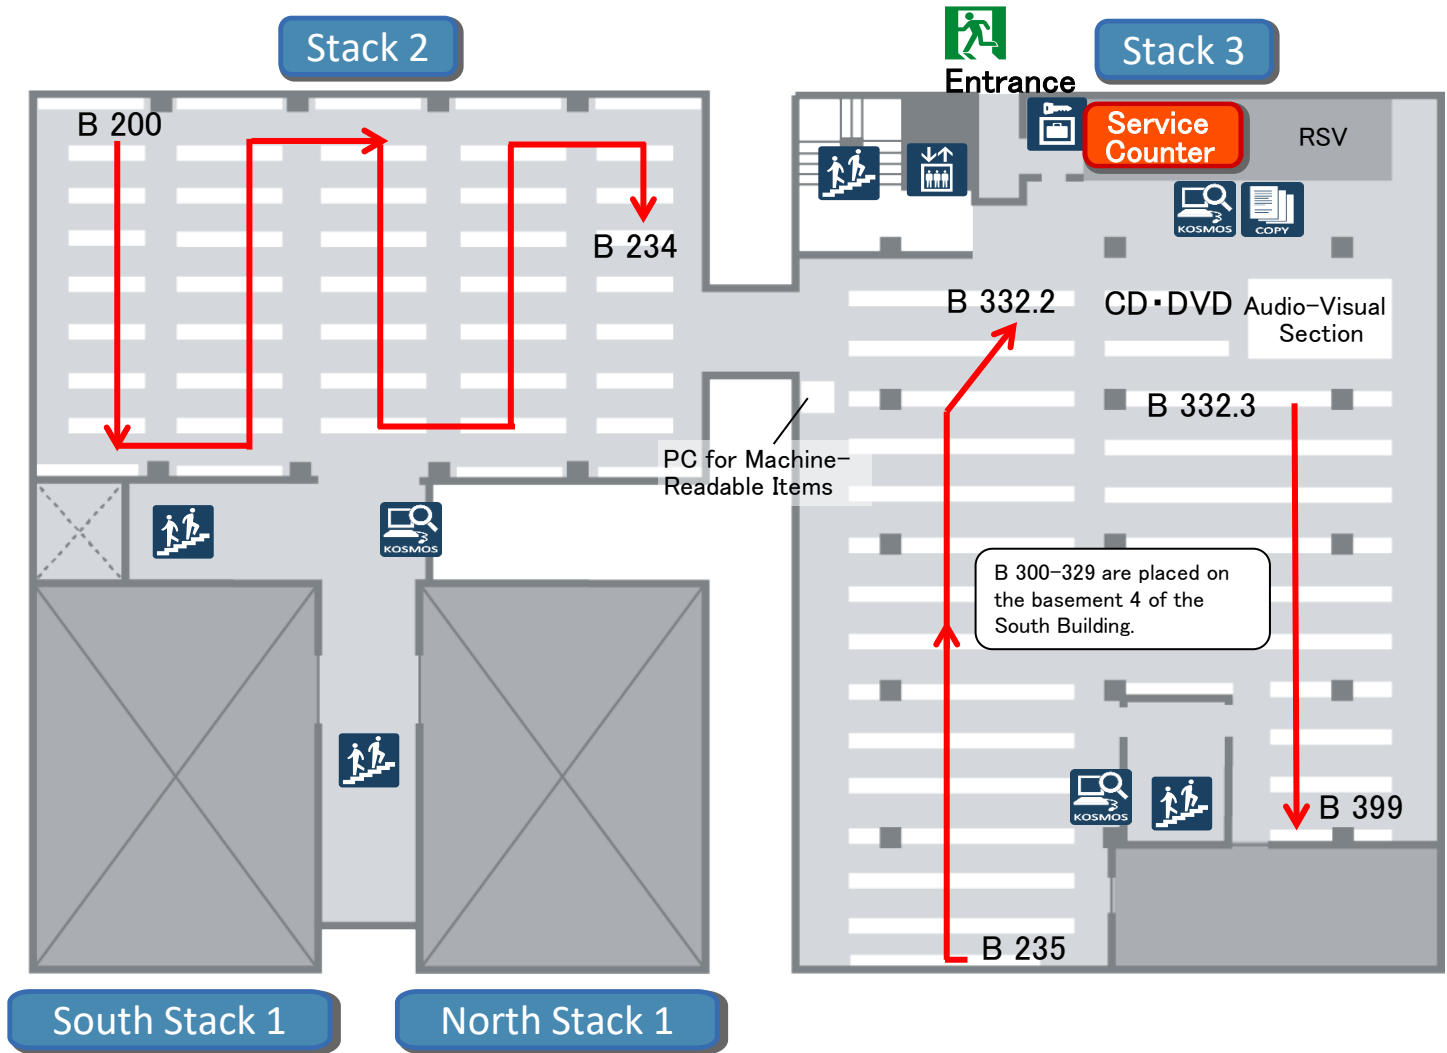 Stack 2
Entrance
Stack 3
B 200
Service
Counter
RSV
KOSMOS
COPY
B 234
B 332.2
CD・DVD
Audio-Visual
Section
B 332.3
PC for Machine-
Readable Items
KOSMOS
B 300-329 are placed on
the basement 4 of the
South Building.
KOSMOS
B 399
B 235
South Stack 1
North Stack 1